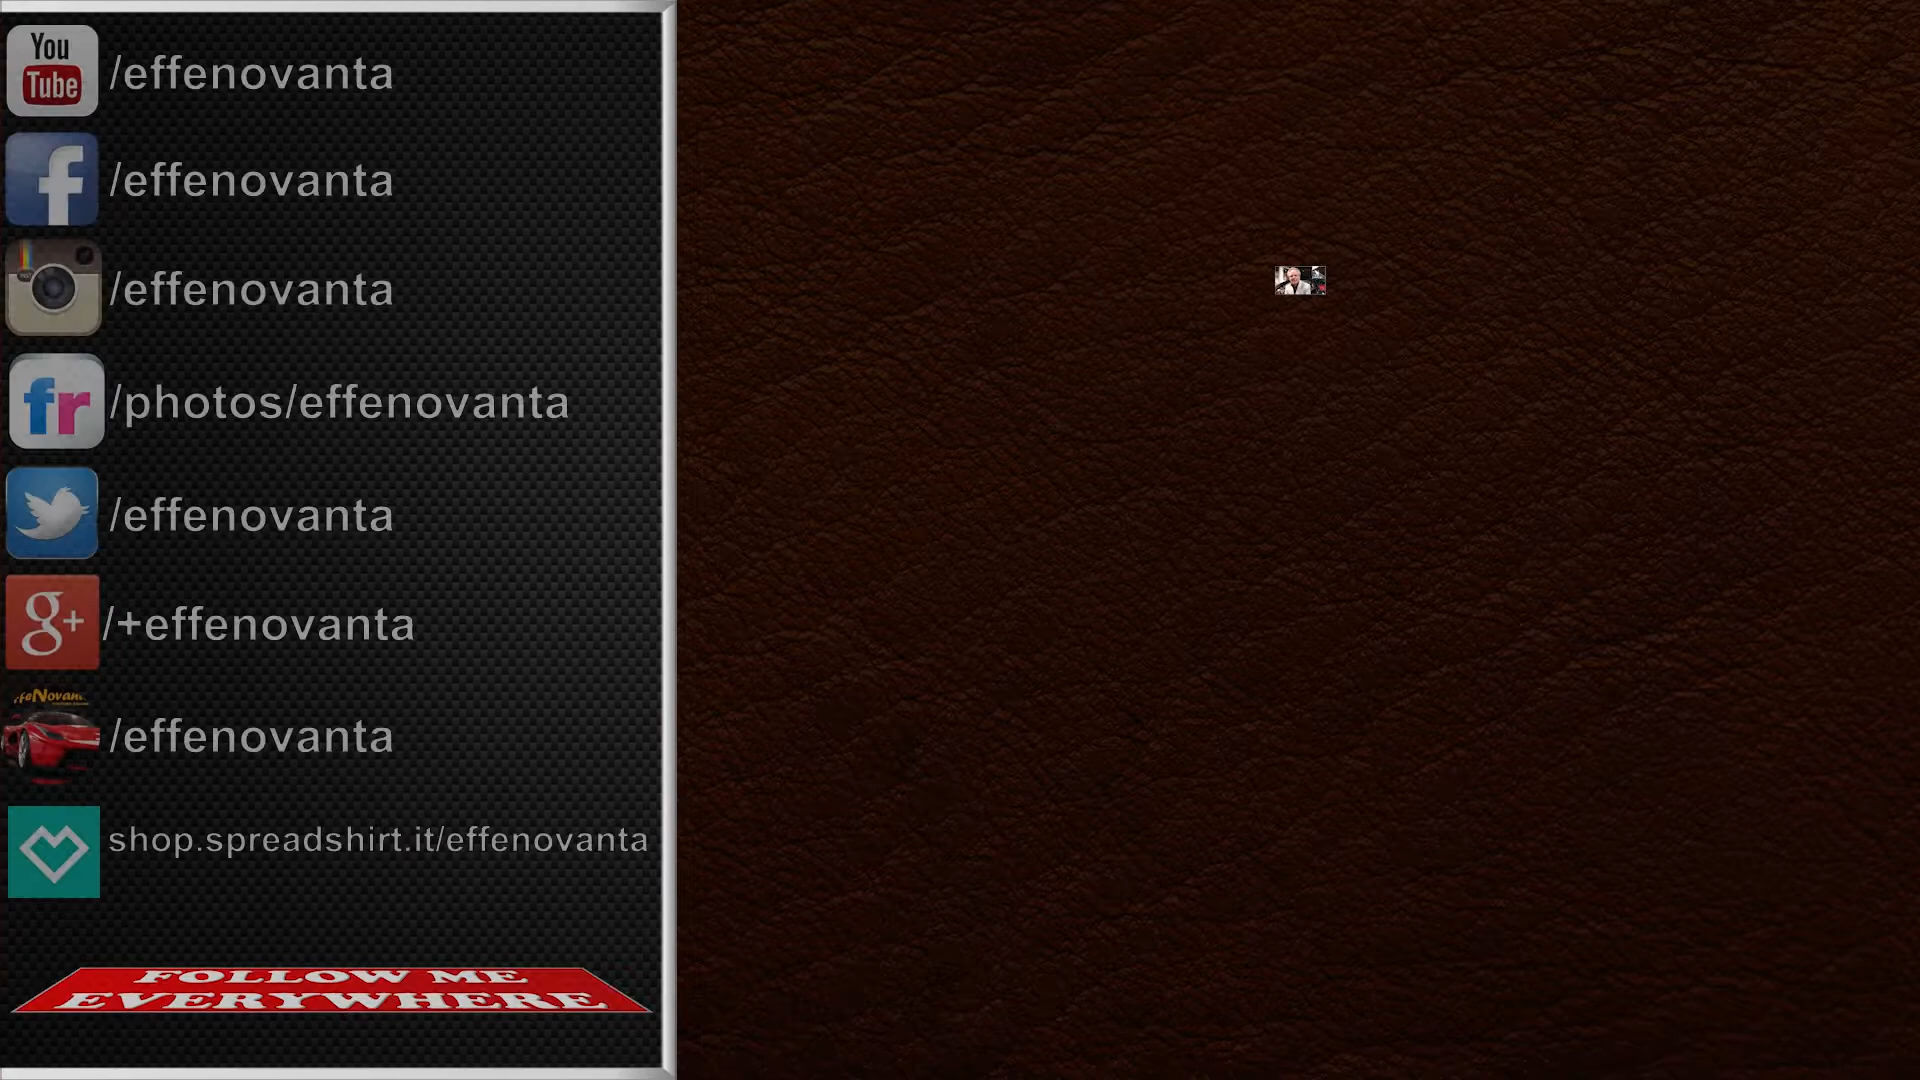 You
Tube
/effenovanta
/effenovanta
/effenovanta
fr
/photos/effenovanta
/effenovanta
g+
/+effenovanta
/effenovanta
shop.spreadshirt.it/effenovanta
FOLLOW ME
EVERYWHERE